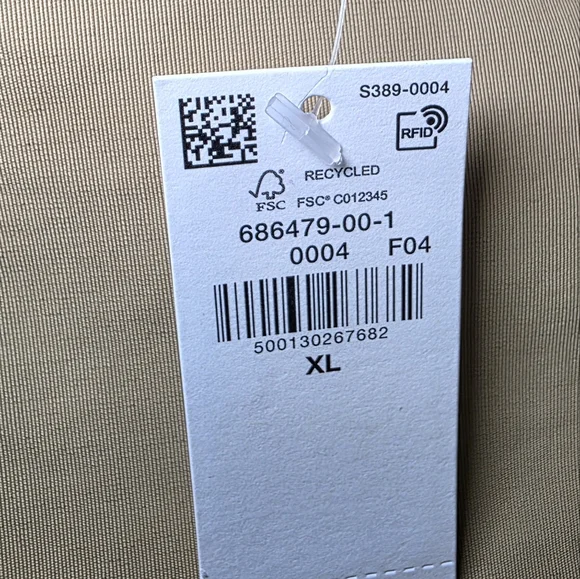 S389-0004
RFID
RECYCLED
FSC
FSC® C012345
686479-00-1
0004 F04
500130267682
XL